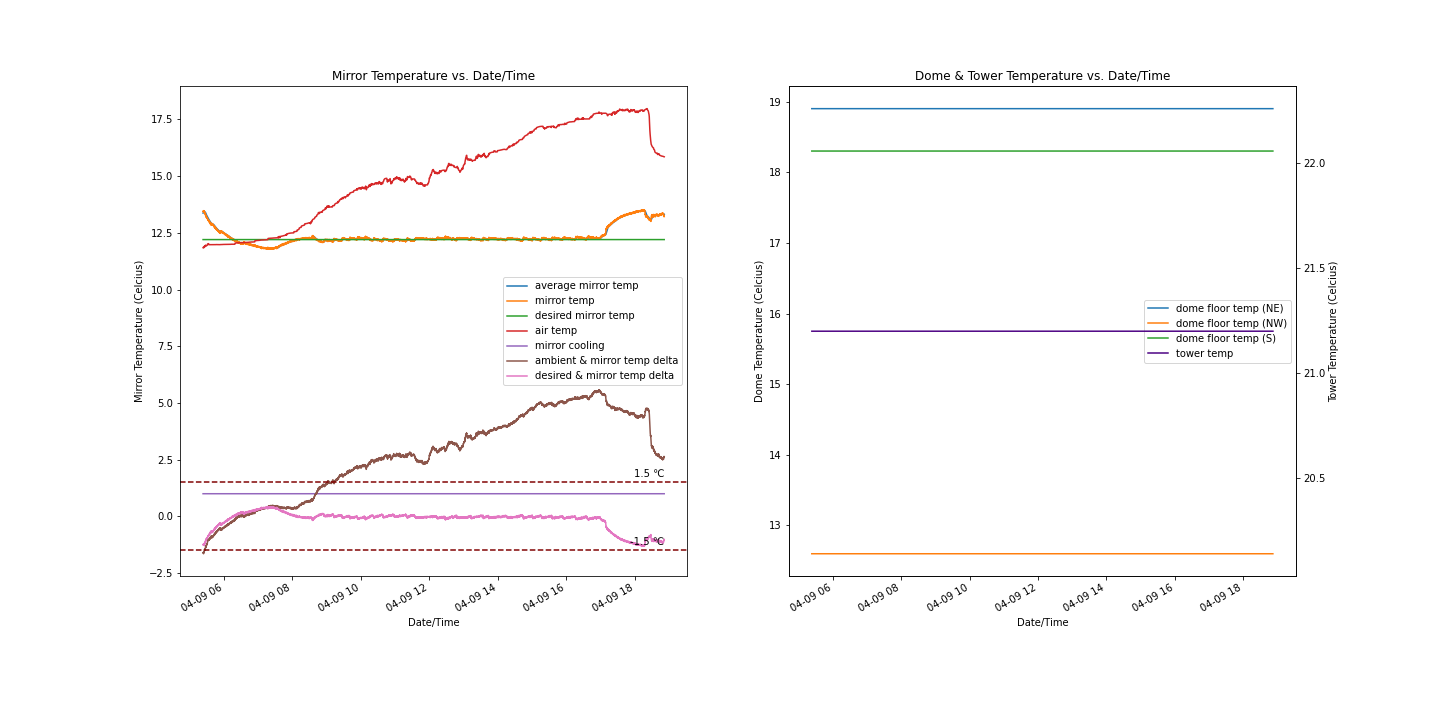 Mirror Temperature vs. Date/Time
17.5
15.0
12.5
10.0
7.5
5.0
2.5
0.0
−2.5
Mirror Temperature (Celcius)
average mirror temp
mirror temp
desired mirror temp
air temp
mirror cooling
ambient & mirror temp delta
desired & mirror temp delta
1.5 ℃
-1.5 ℃
04-09 06
04-09 08
04-09 10
04-09 12
04-09 14
04-09 16
04-09 18
Date/Time
Dome & Tower Temperature vs. Date/Time
19
18
17
16
15
14
13
Dome Temperature (Celcius)
dome floor temp (NE)
dome floor temp (NW)
dome floor temp (S)
tower temp
22.0
21.5
21.0
20.5
Tower Temperature (Celcius)
04-09 06
04-09 08
04-09 10
04-09 12
04-09 14
04-09 16
04-09 18
Date/Time